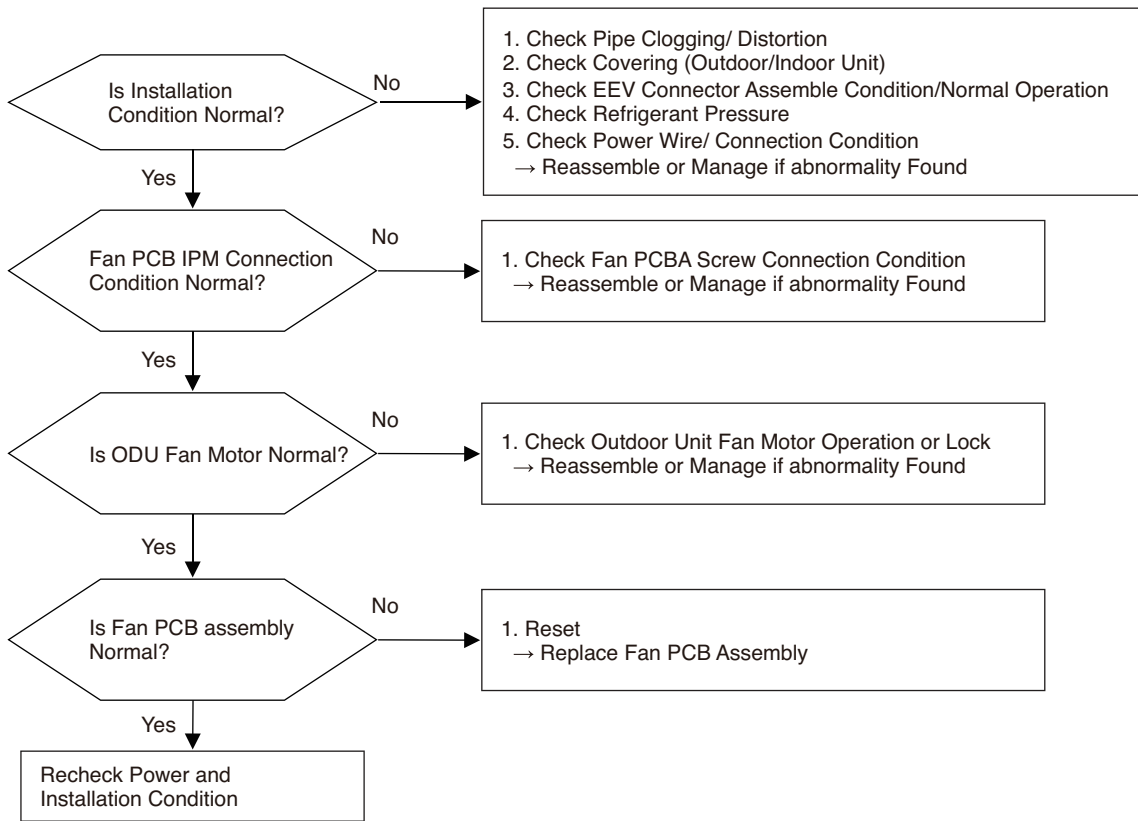 Is Installation
Condition Normal?
No
1. Check Pipe Clogging/ Distortion
2. Check Covering (Outdoor/Indoor Unit)
3. Check EEV Connector Assemble Condition/Normal Operation
4. Check Refrigerant Pressure
5. Check Power Wire/ Connection Condition
→ Reassemble or Manage if abnormality Found
Yes
Fan PCB IPM Connection
Condition Normal?
No
1. Check Fan PCBA Screw Connection Condition
→ Reassemble or Manage if abnormality Found
Yes
Is ODU Fan Motor Normal?
No
1. Check Outdoor Unit Fan Motor Operation or Lock
→ Reassemble or Manage if abnormality Found
Yes
Is Fan PCB assembly
Normal?
No
1. Reset
→ Replace Fan PCB Assembly
Yes
Recheck Power and
Installation Condition